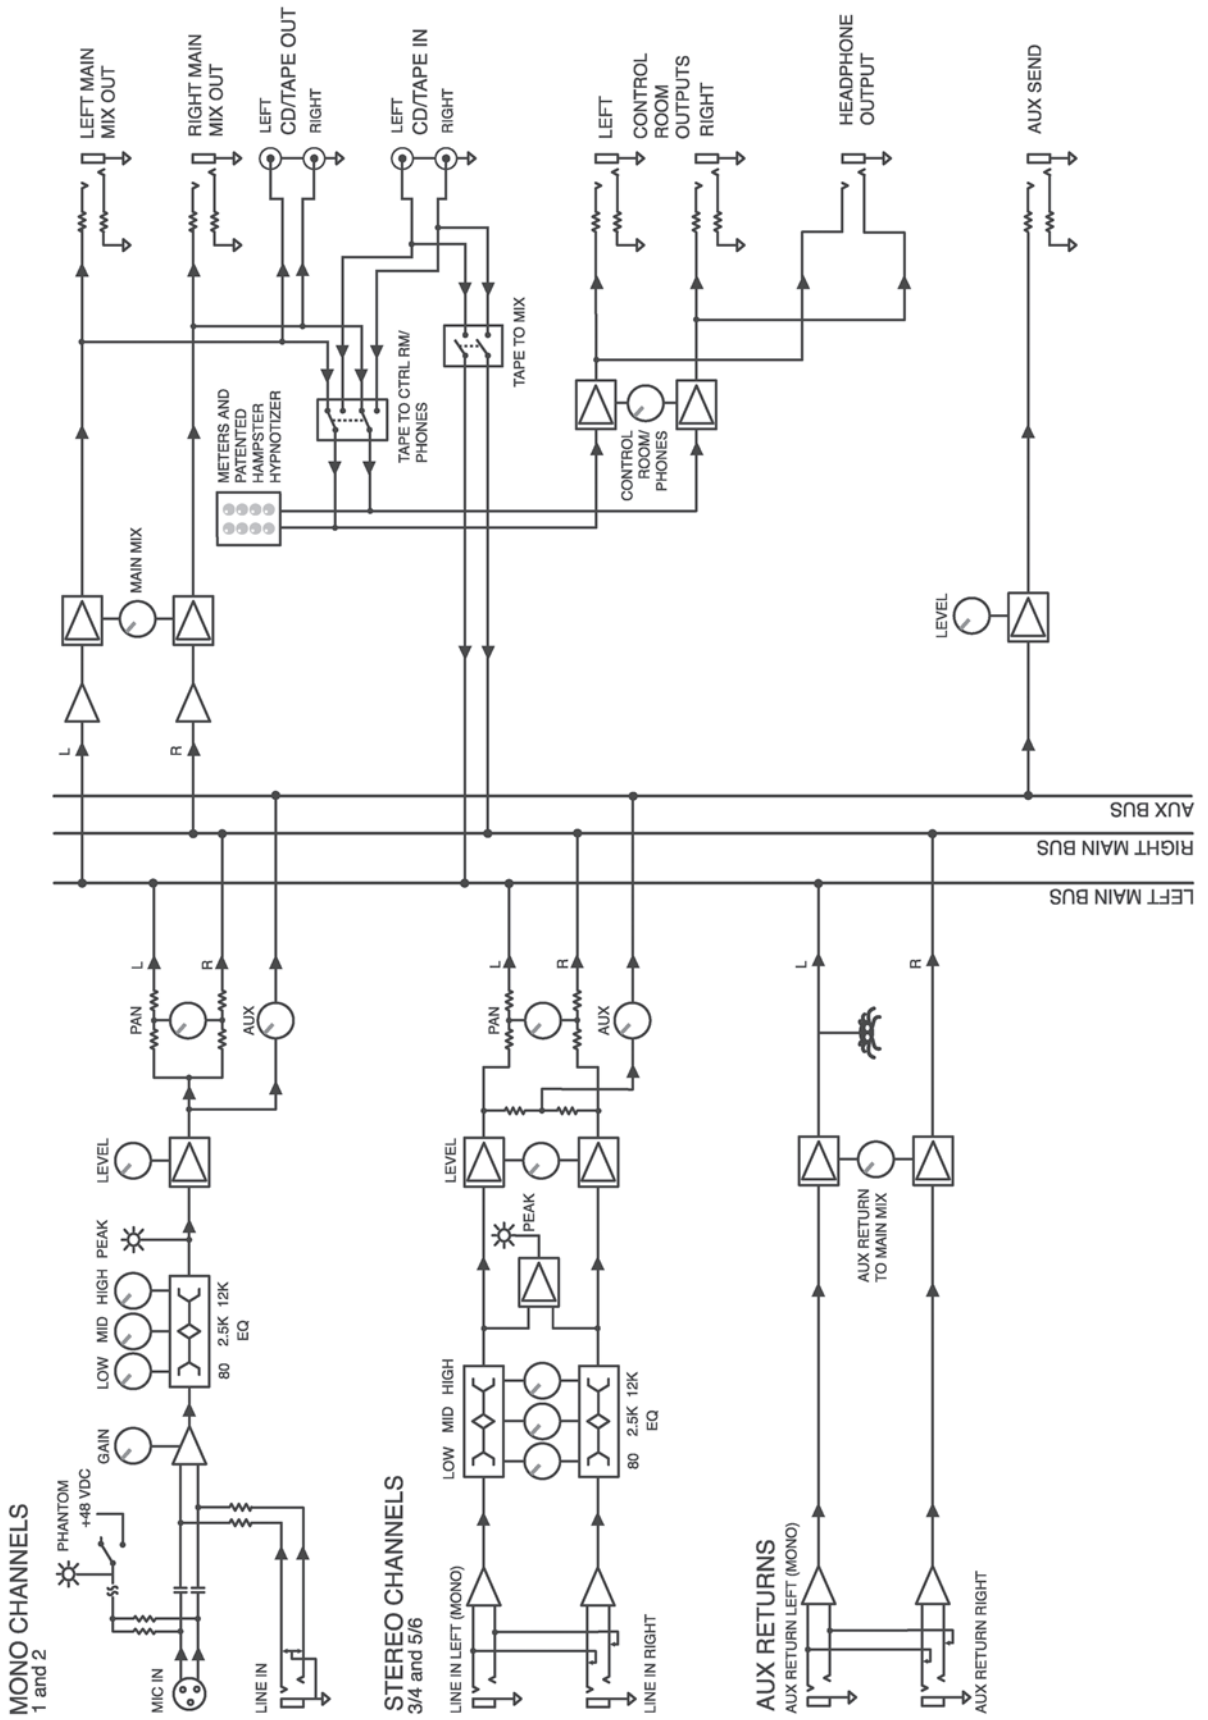 MONO CHANNELS
1 and 2
MIC IN
LINE IN
PHANTOM
+48 VDC
GAIN
LOW MID HIGH
80 2.5K 12K
EQ
PEAK
LEVEL
PAN
L
R
AUX
STEREO CHANNELS
3/4 and 5/6
LINE IN LEFT (MONO)
LINE IN RIGHT
LOW MID HIGH
80 2.5K 12K
EQ
PEAK
LEVEL
PAN
L
R
AUX
AUX RETURNS
AUX RETURN LEFT (MONO)
AUX RETURN RIGHT
AUX RETURN
TO MAIN MIX
L
R
LEFT MAIN BUS
RIGHT MAIN BUS
AUX BUS
L
R
MAIN MIX
METERS AND
PATENTED
HAMPSTER
HYPNOTIZER
TAPE TO CTRL RM/
PHONES
TAPE TO MIX
CONTROL
ROOM/
PHONES
LEVEL
LEFT MAIN
MIX OUT
RIGHT MAIN
MIX OUT
LEFT
CD/TAPE OUT
RIGHT
LEFT
CD/TAPE IN
RIGHT
LEFT
CONTROL
ROOM
OUTPUTS
RIGHT
HEADPHONE
OUTPUT
AUX SEND